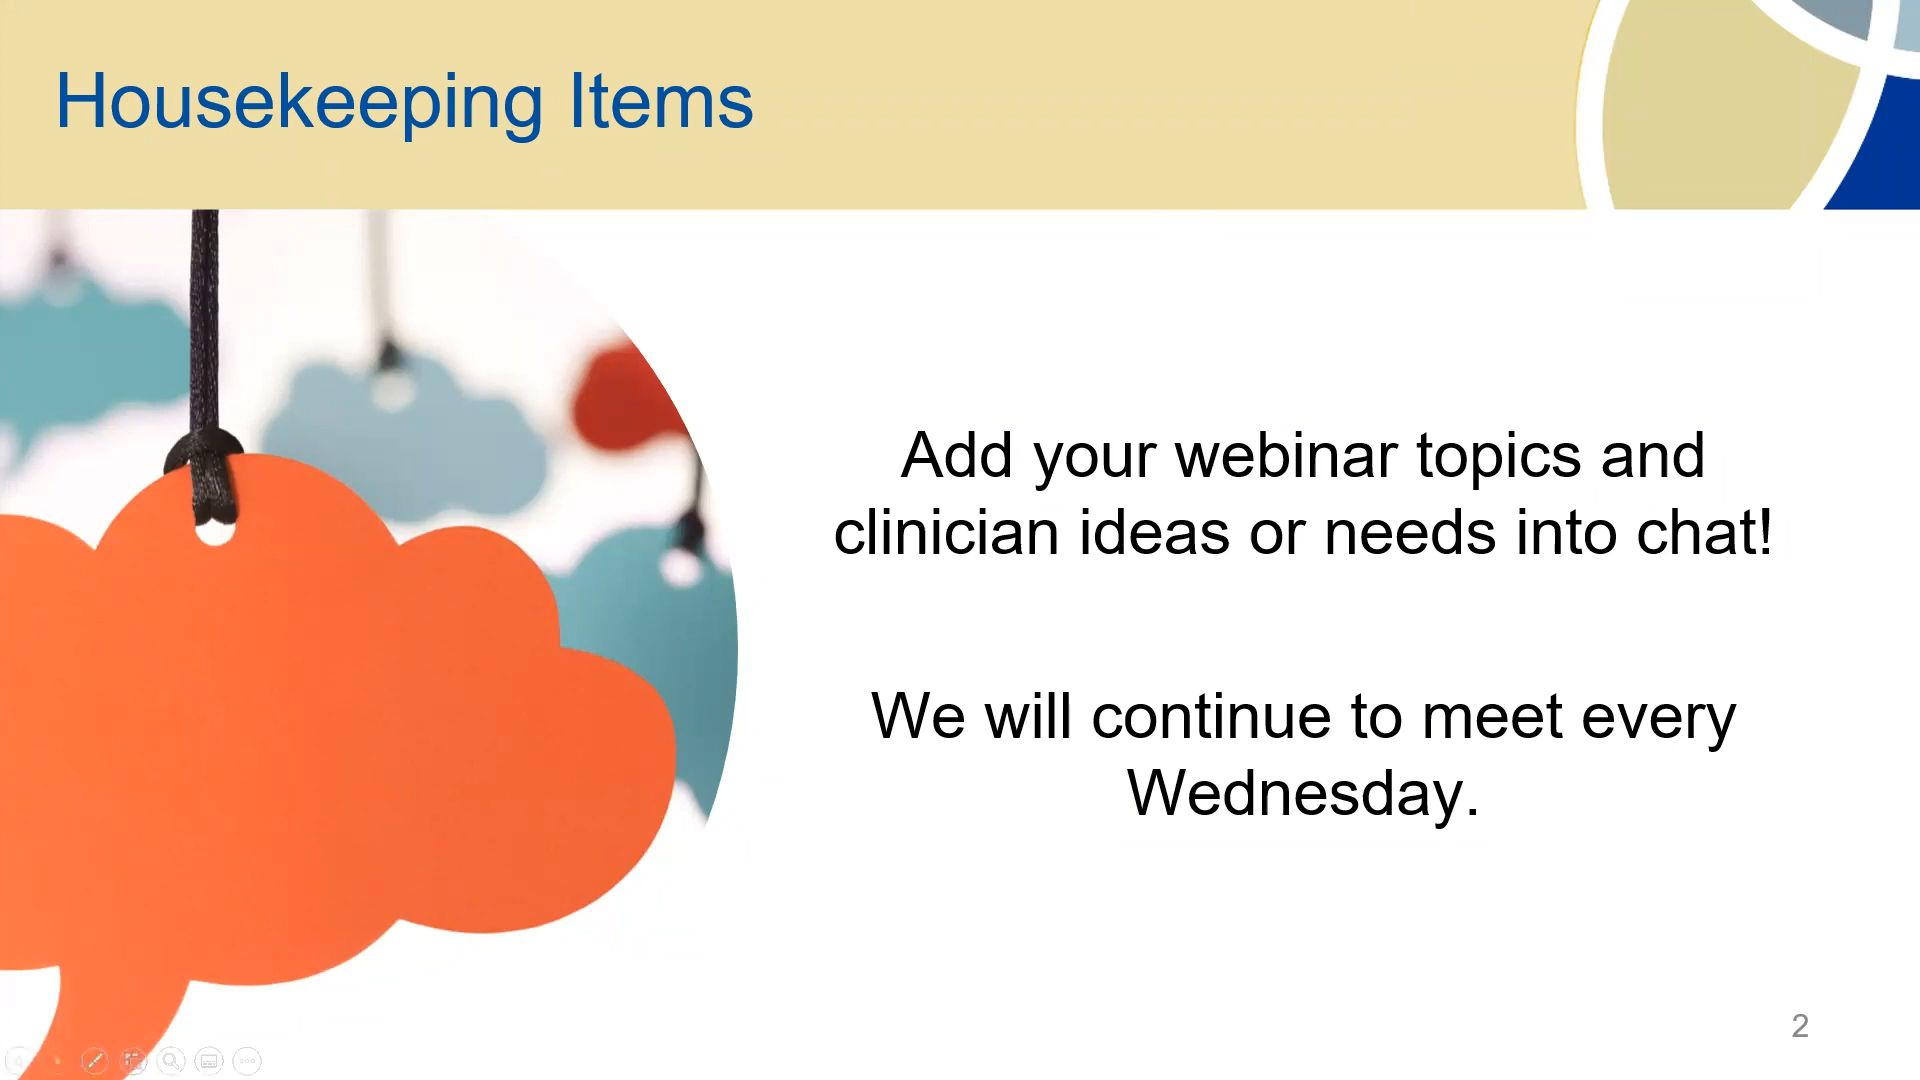 Housekeeping Items
Add your webinar topics and
clinician ideas or needs into chat!
We will continue to meet every
Wednesday.
2